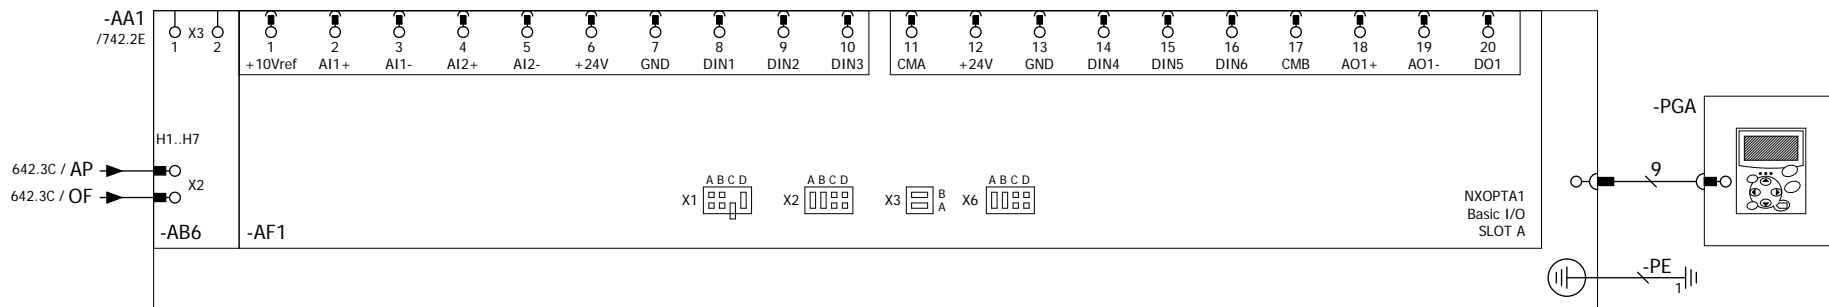 -AA1
/742.2E
X3
1 2
1 2 3 4 5 6 7 8 9 10
+10Vref AI1+ AI1- AI2+ AI2- +24V GND DIN1 DIN2 DIN3
11 12 13 14 15 16 17 18 19 20
CMA +24V GND DIN4 DIN5 DIN6 CMB AO1+ AO1- DO1
-PGA
H1..H7
642.3C / AP
X2
642.3C / OF
9
A B C D
X1
A B C D
X2
X3 B
A
A B C D
X6
NXOPTA1
Basic I/O
SLOT A
-AB6
-AF1
-PE
1